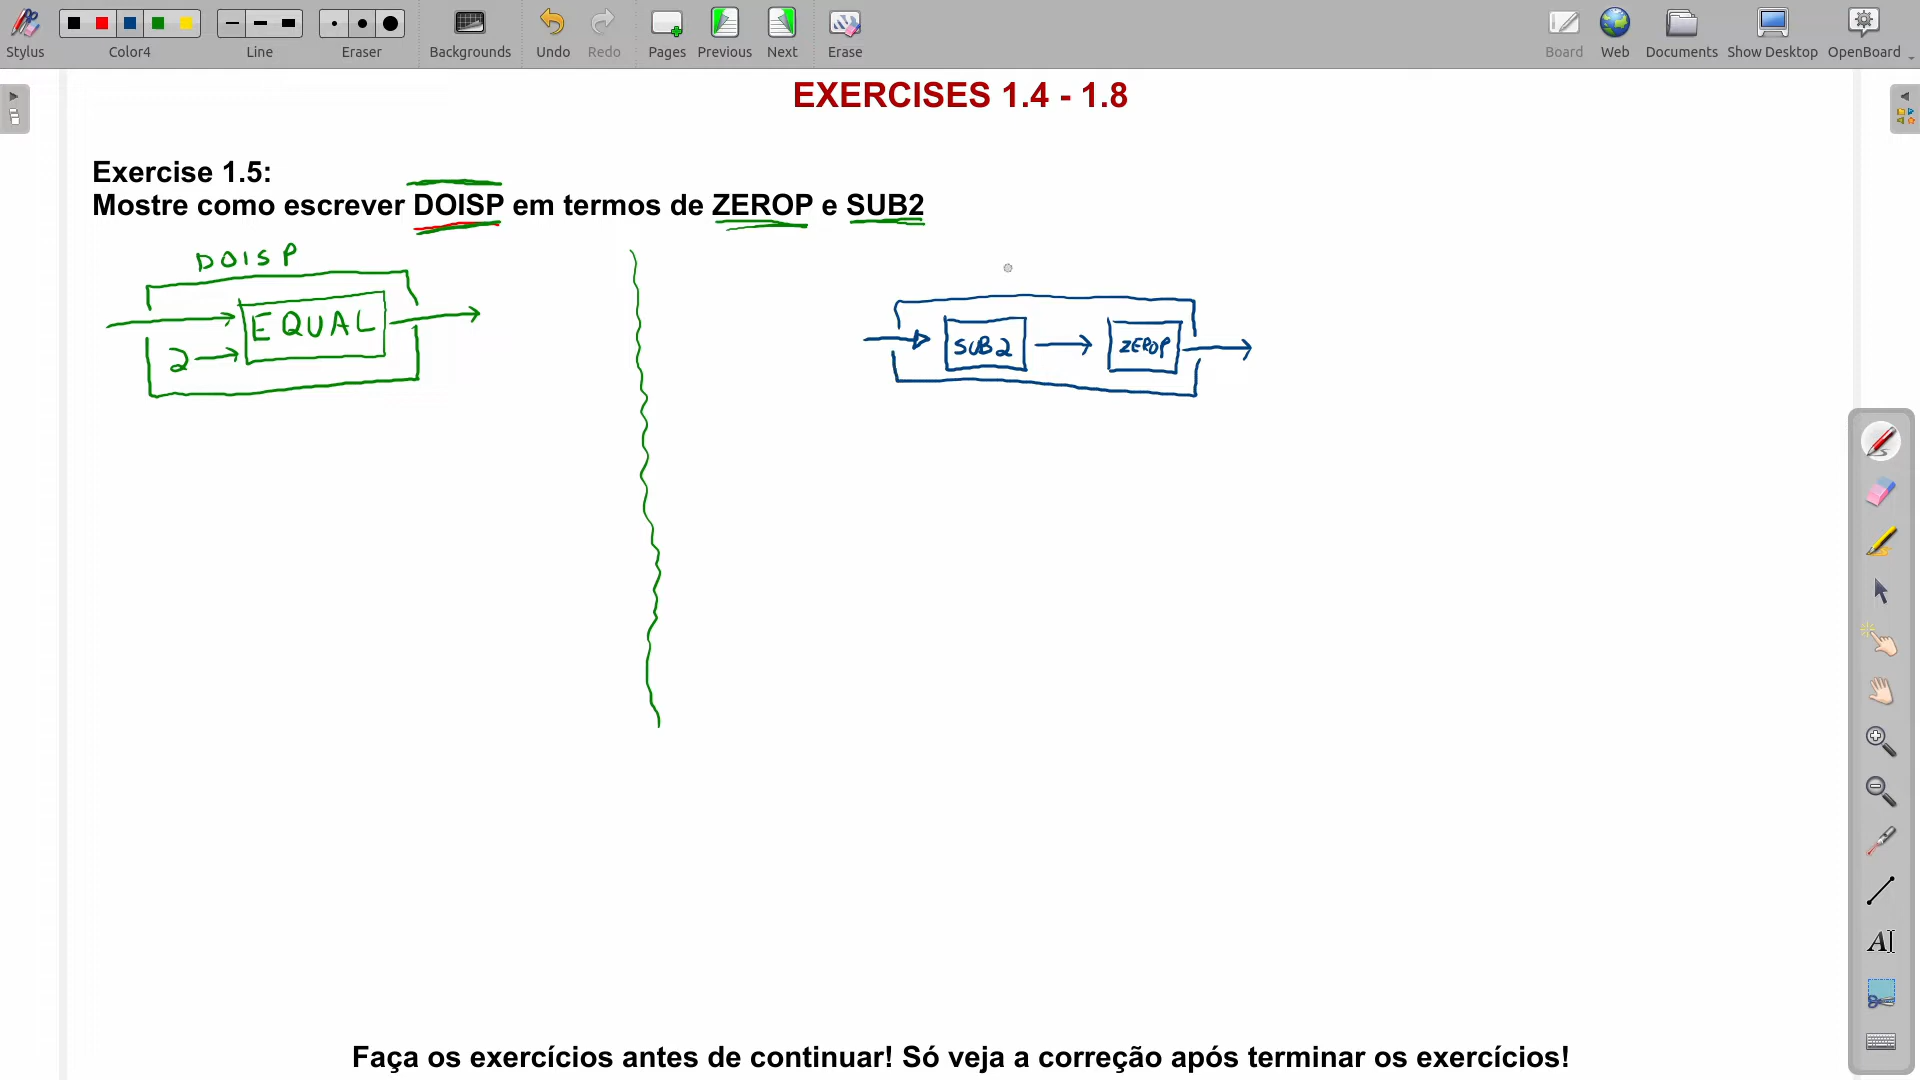 Stylus Color4 Line Eraser Backgrounds Undo Redo Pages Previous Next Erase Board Web Documents Show Desktop OpenBoard
EXERCISES 1.4 - 1.8
Exercise 1.5:
Mostre como escrever DOISP em termos de ZEROP e SUB2
DOISP
EQUAL
2
SUB2 ZEROP
Faça os exercícios antes de continuar! Só veja a correção após terminar os exercícios!